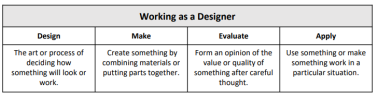 Working as a Designer
Design Make Evaluate Apply
The art or process of
deciding how
something will look or
work.
Create something by
combining materials or
putting parts together.
Form an opinion of the
value or quality of
something after careful
thought.
Use something or make
something work in a
particular situation.